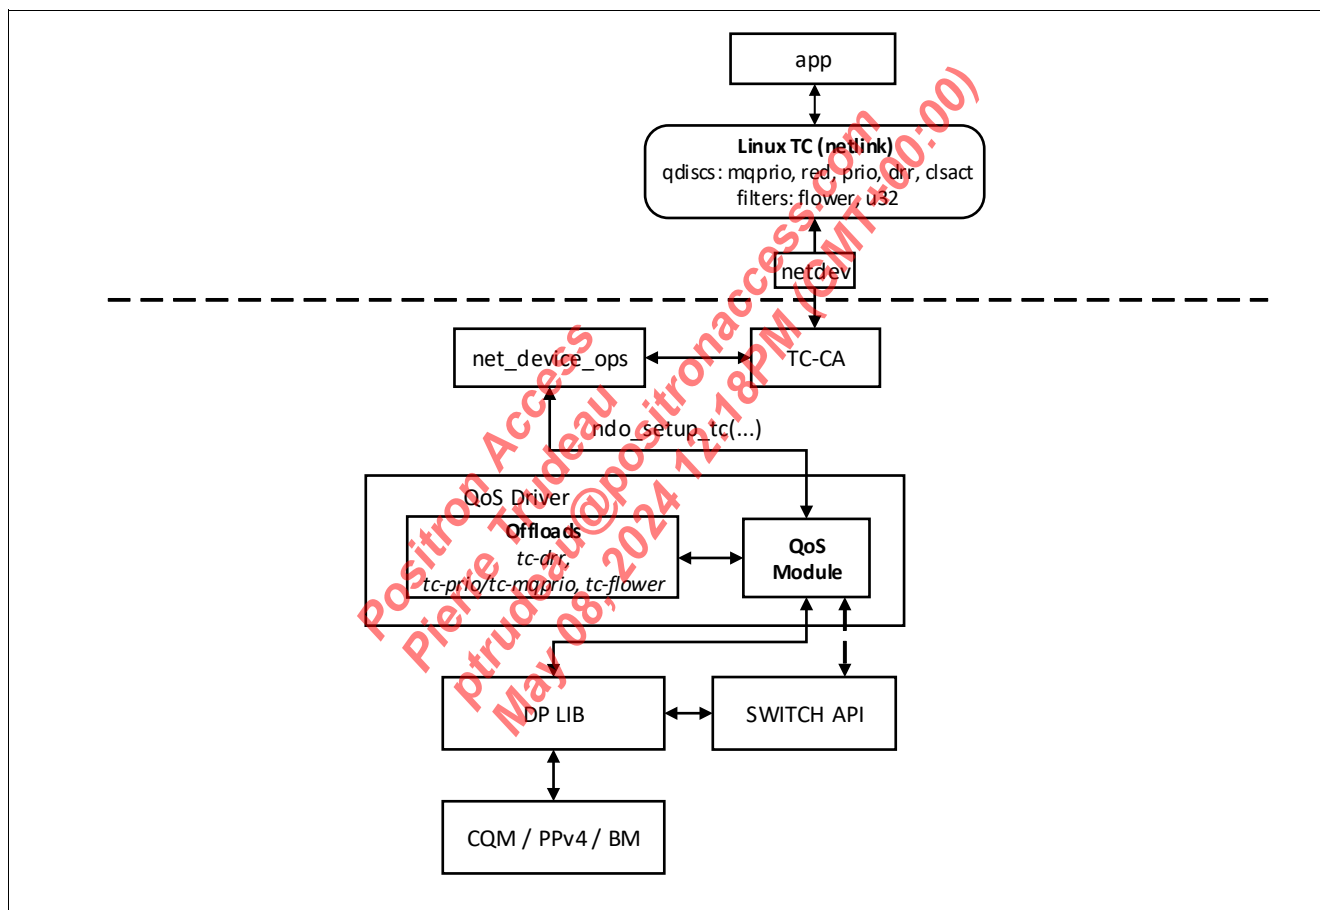 app
Linux TC (netlink)
qdiscs: mqprio, red, prio, drr, clsact
filters: flower, u32
netdev
net_device_ops
TC-CA
ndo_setup_tc(...)
QoS Driver
Offloads
tc-drr,
tc-prio/tc-mqprio, tc-flower
QoS
Module
DP LIB
SWITCH API
CQM / PPv4 / BM
Positron Access
Pierre Trudeau
ptrudeau@positronaccess.com
May 08, 2024 12:18PM (GMT+00:00)